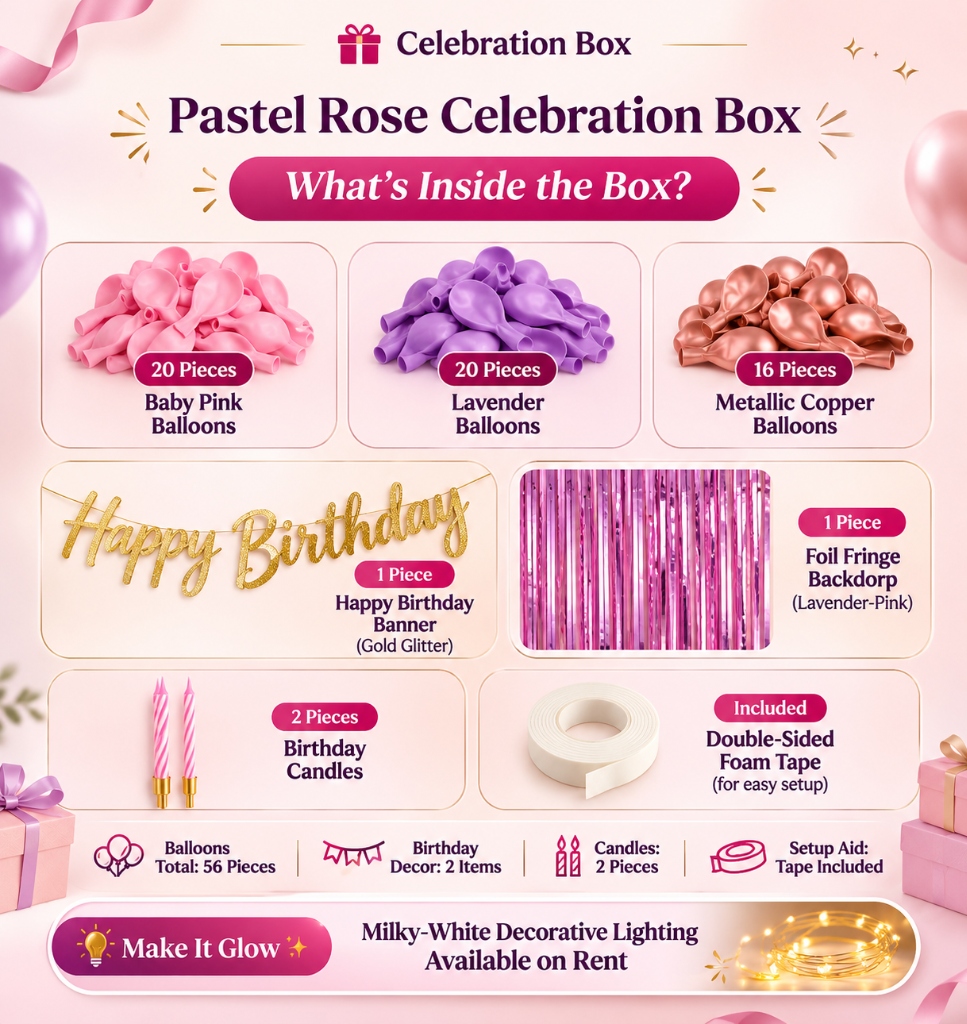 Celebration Box
Pastel Rose Celebration Box
What's Inside the Box?
20 Pieces
Baby Pink
Balloons
20 Pieces
Lavender
Balloons
16 Pieces
Metallic Copper
Balloons
Happy Birthday
1 Piece
Happy Birthday
Banner
(Gold Glitter)
1 Piece
Foil Fringe
Backdorp
(Lavender-Pink)
2 Pieces
Birthday
Candles
Included
Double-Sided
Foam Tape
(for easy setup)
Balloons
Total: 56 Pieces
Birthday
Decor: 2 Items
Candles:
2 Pieces
Setup Aid:
Tape Included
Make It Glow
Milky-White Decorative Lighting
Available on Rent